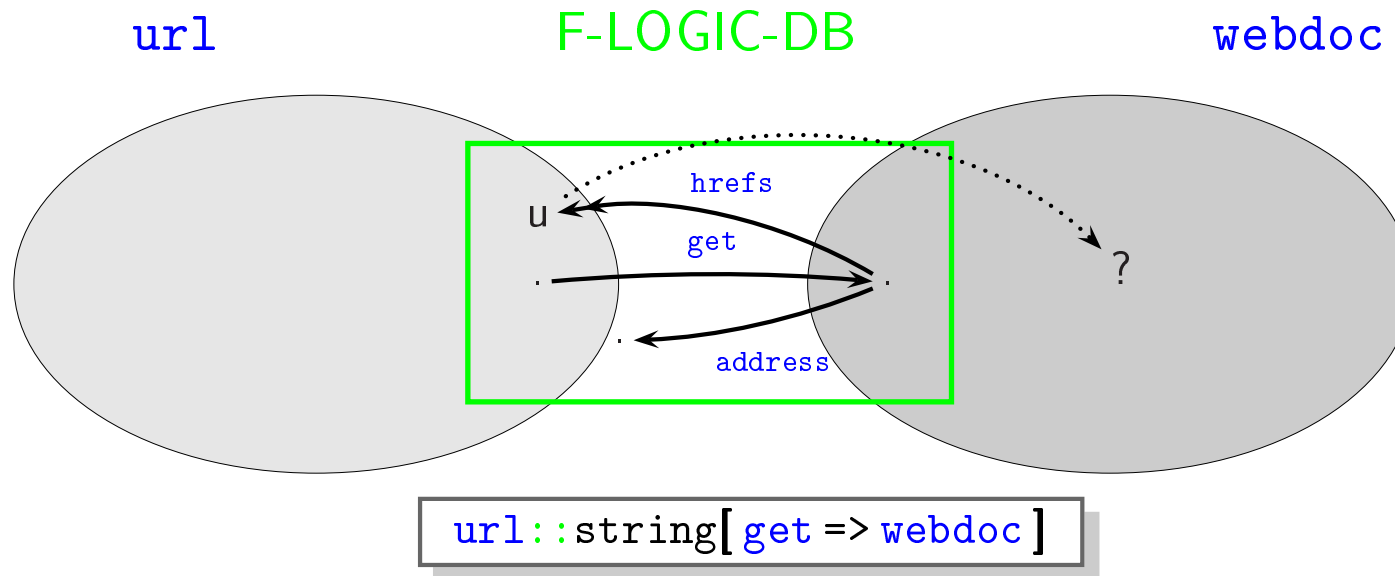 url F-LOGIC-DB webdoc
hrefs
u
get
?
.
.
.
address
url::string[get => webdoc]